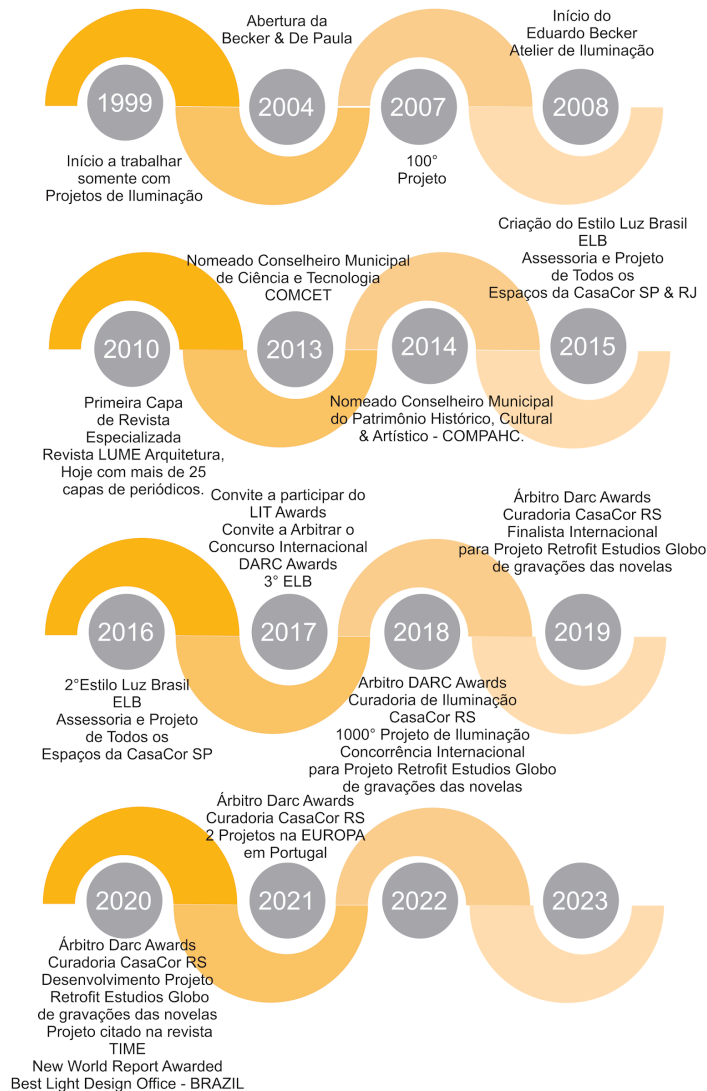 1999
Início a trabalhar
somente com
Projetos de Iluminação
Abertura da
Becker & De Paula
2004
2007
100°
Projeto
Início do
Eduardo Becker
Atelier de Iluminação
2008
2010
Primeira Capa
de Revista
Especializada
Revista LUME Arquitetura,
Hoje com mais de 25
capas de periódicos.
Nomeado Conselheiro Municipal
de Ciência e Tecnologia
COMCET
2013
2014
Nomeado Conselheiro Municipal
do Patrimônio Histórico, Cultural
& Artístico - COMPAHC.
Criação do Estilo Luz Brasil
ELB
Assessoria e Projeto
de Todos os
Espaços da CasaCor SP & RJ
2015
2016
2°Estilo Luz Brasil
ELB
Assessoria e Projeto
de Todos os
Espaços da CasaCor SP
Convite a participar do
LIT Awards
Convite a Arbitrar o
Concurso Internacional
DARC Awards
3° ELB
2017
2018
Arbitro DARC Awards
Curadoria de Iluminação
CasaCor RS
1000° Projeto de Iluminação
Concorrência Internacional
para Projeto Retrofit Estudios Globo
de gravações das novelas
Árbitro Darc Awards
Curadoria CasaCor RS
Finalista Internacional
para Projeto Retrofit Estudios Globo
de gravações das novelas
2019
2020
Árbitro Darc Awards
Curadoria CasaCor RS
Desenvolvimento Projeto
Retrofit Estudios Globo
de gravações das novelas
Projeto citado na revista
TIME
New World Report Awarded
Best Light Design Office - BRAZIL
Árbitro Darc Awards
Curadoria CasaCor RS
2 Projetos na EUROPA
em Portugal
2021
2022
2023